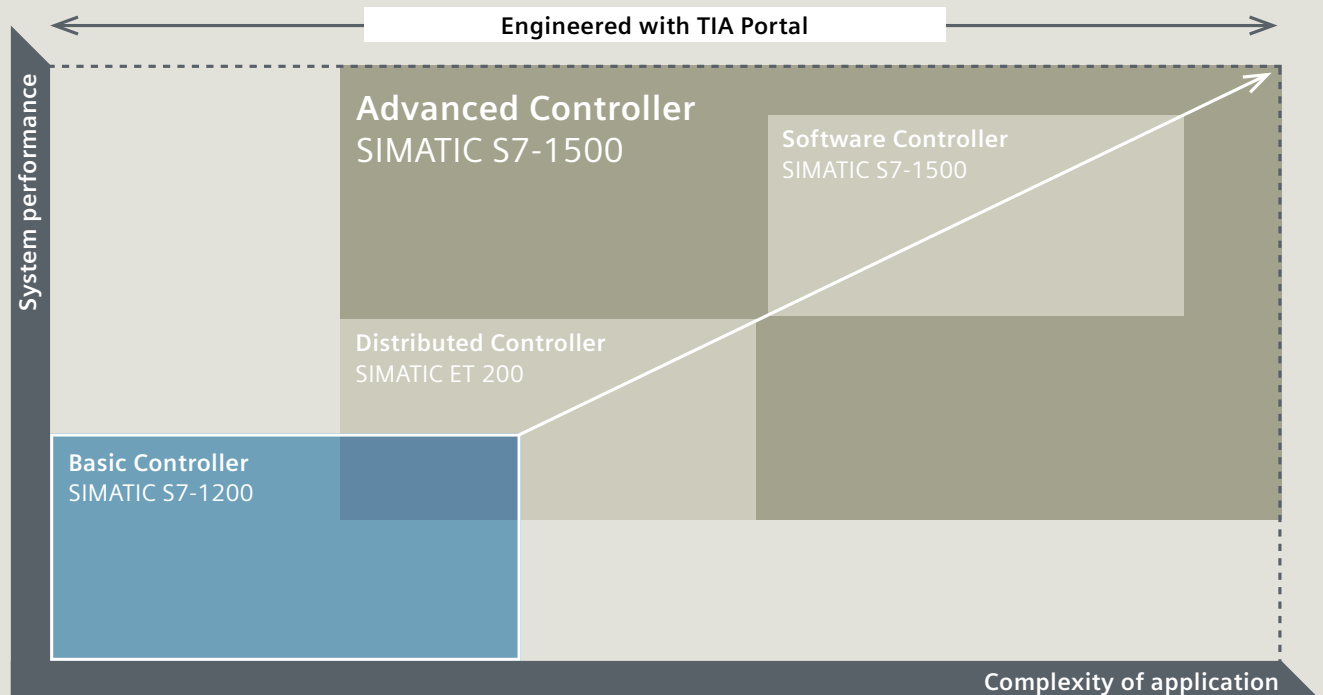 Engineered with TIA Portal
System performance
Advanced Controller
SIMATIC S7-1500
Software Controller
SIMATIC S7-1500
Distributed Controller
SIMATIC ET 200
Basic Controller
SIMATIC S7-1200
Complexity of application